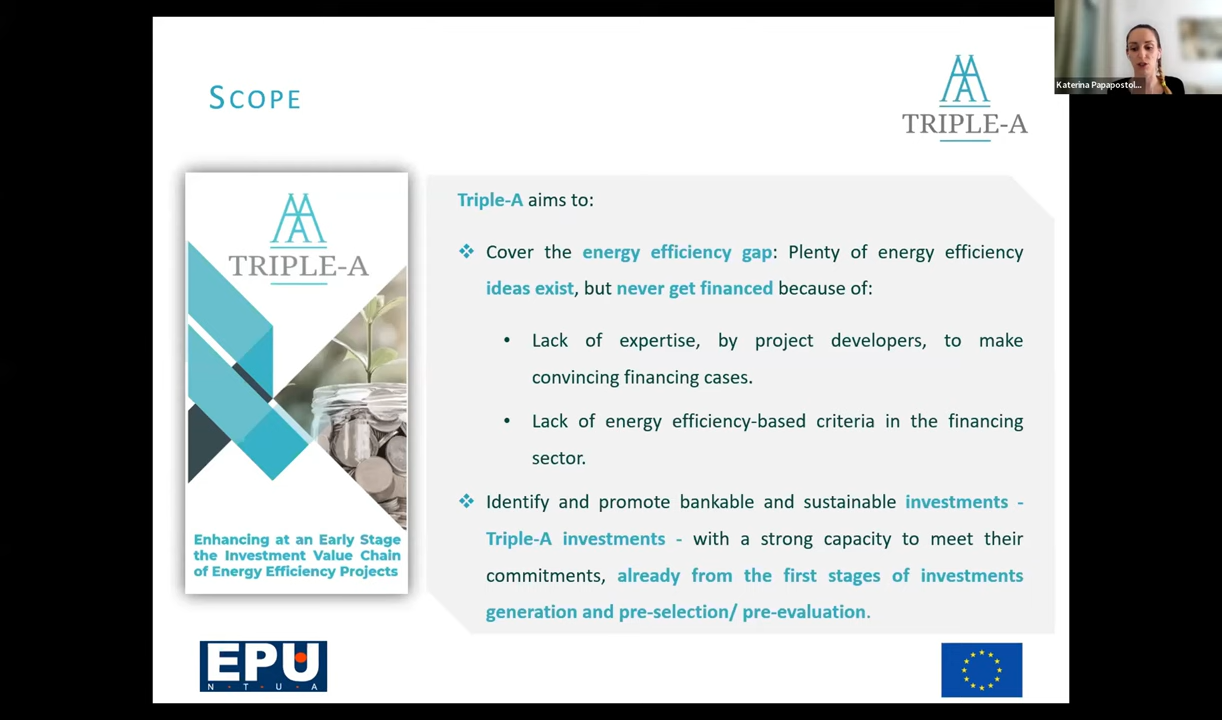 SCOPE
TRIPLE-A
Katerina Papapostol...
TRIPLE-A
Enhancing at an Early Stage
the Investment Value Chain
of Energy Efficiency Projects
Triple-A aims to:
❖ Cover the energy efficiency gap: Plenty of energy efficiency
ideas exist, but never get financed because of:
• Lack of expertise, by project developers, to make
convincing financing cases.
• Lack of energy efficiency-based criteria in the financing
sector.
❖ Identify and promote bankable and sustainable investments -
Triple-A investments - with a strong capacity to meet their
commitments, already from the first stages of investments
generation and pre-selection/ pre-evaluation.
EPU
N·T·U·A